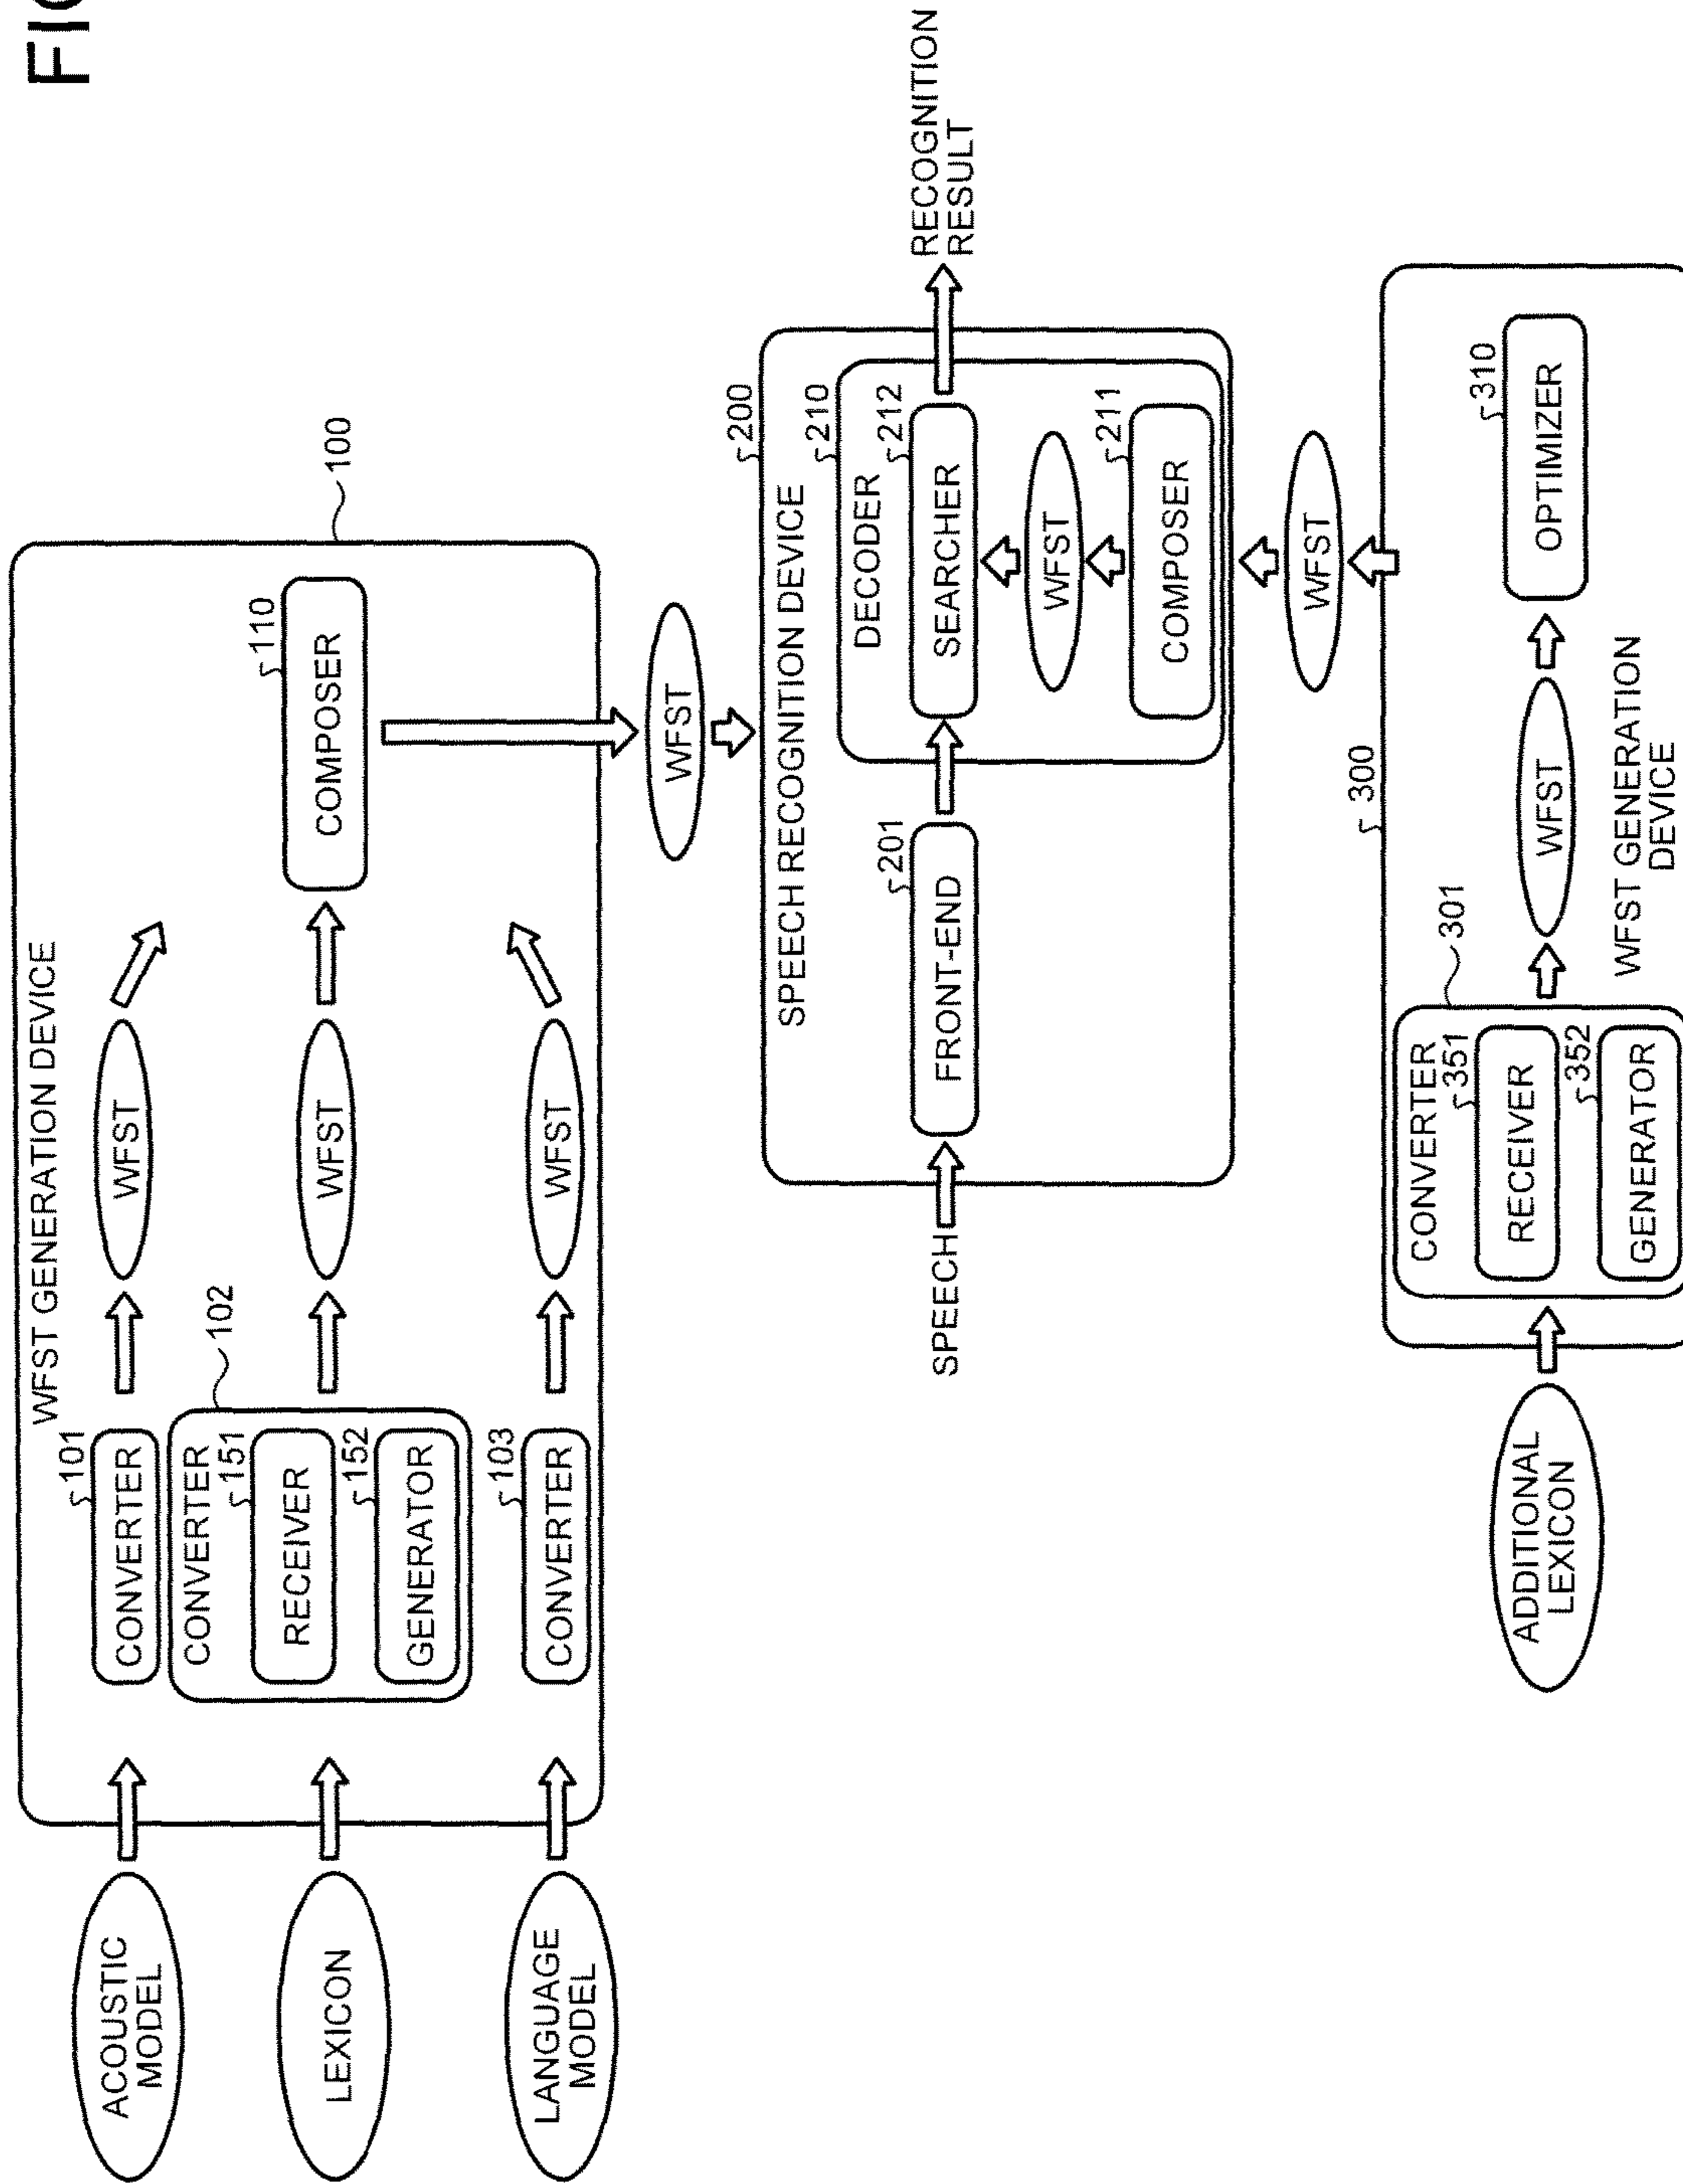 FIG
WFST GENERATION DEVICE
100
ACOUSTIC
MODEL
101
CONVERTER
WFST
LEXICON
102
CONVERTER
151
RECEIVER
152
GENERATOR
WFST
110
COMPOSER
LANGUAGE
MODEL
103
CONVERTER
WFST
WFST
200
SPEECH RECOGNITION DEVICE
SPEECH
201
FRONT-END
210
DECODER
212
SEARCHER
RECOGNITION
RESULT
WFST
211
COMPOSER
WFST
300
ADDITIONAL
LEXICON
301
CONVERTER
351
RECEIVER
352
GENERATOR
WFST
310
OPTIMIZER
WFST GENERATION
DEVICE